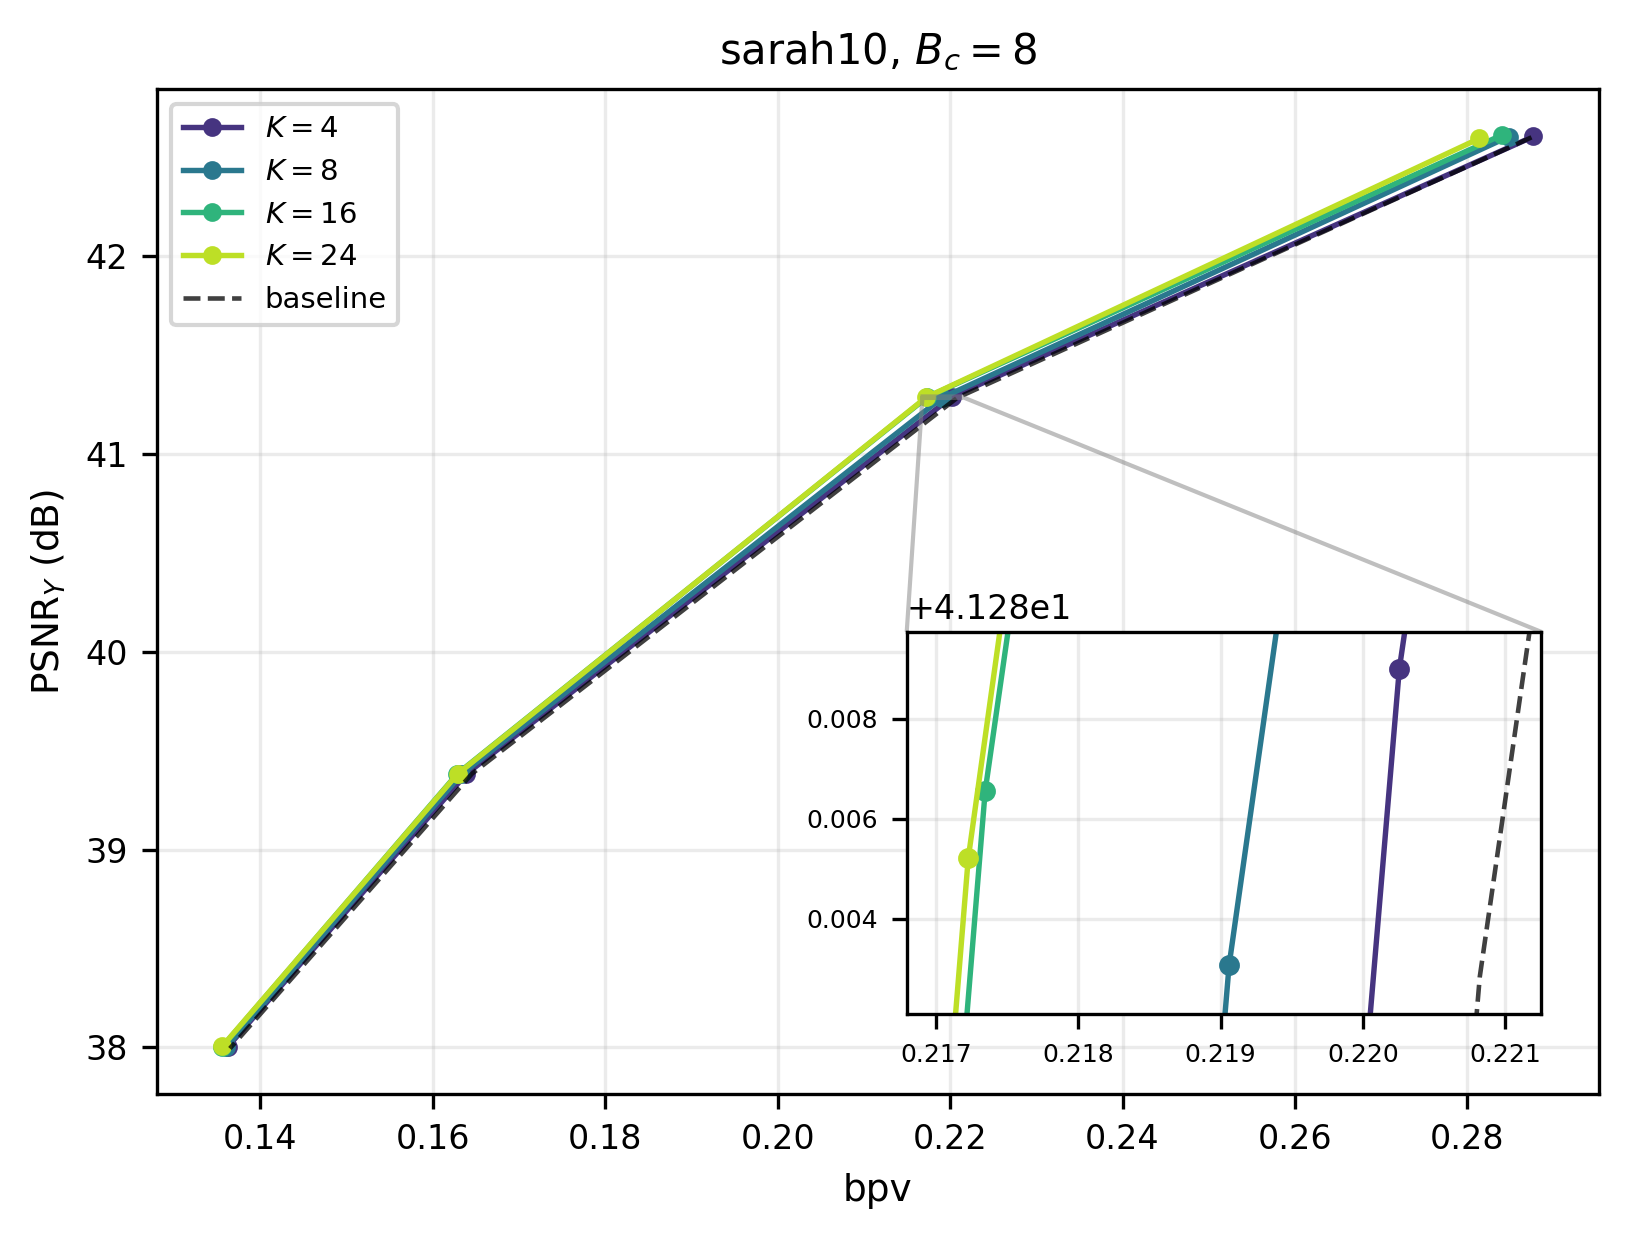 sarah10, $B_c = 8$
K = 4
K = 8
K = 16
K = 24
baseline
42
41
40
39
38
PSNR$_Y$ (dB)
+4.128e1
0.008
0.006
0.004
0.217 0.218 0.219 0.220 0.221
0.14 0.16 0.18 0.20 0.22 0.24 0.26 0.28
bpv